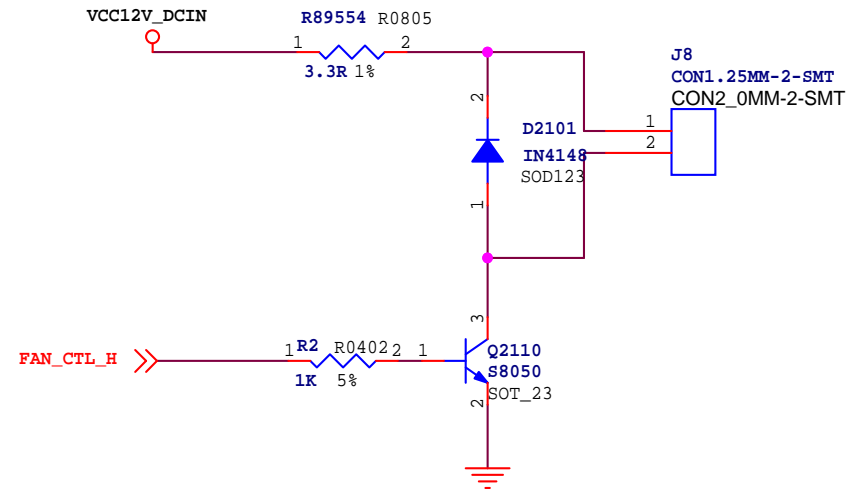 VCC12V_DCIN
R89554 R0805
1 2
3.3R 1%
J8
CON1.25MM-2-SMT
CON2_0MM-2-SMT
2
D2101
1
IN4148
2
SOD123
1
3
FAN_CTL_H
1 R2 R0402 2 1
Q2110
1K 5%
S8050
2
SOT_23